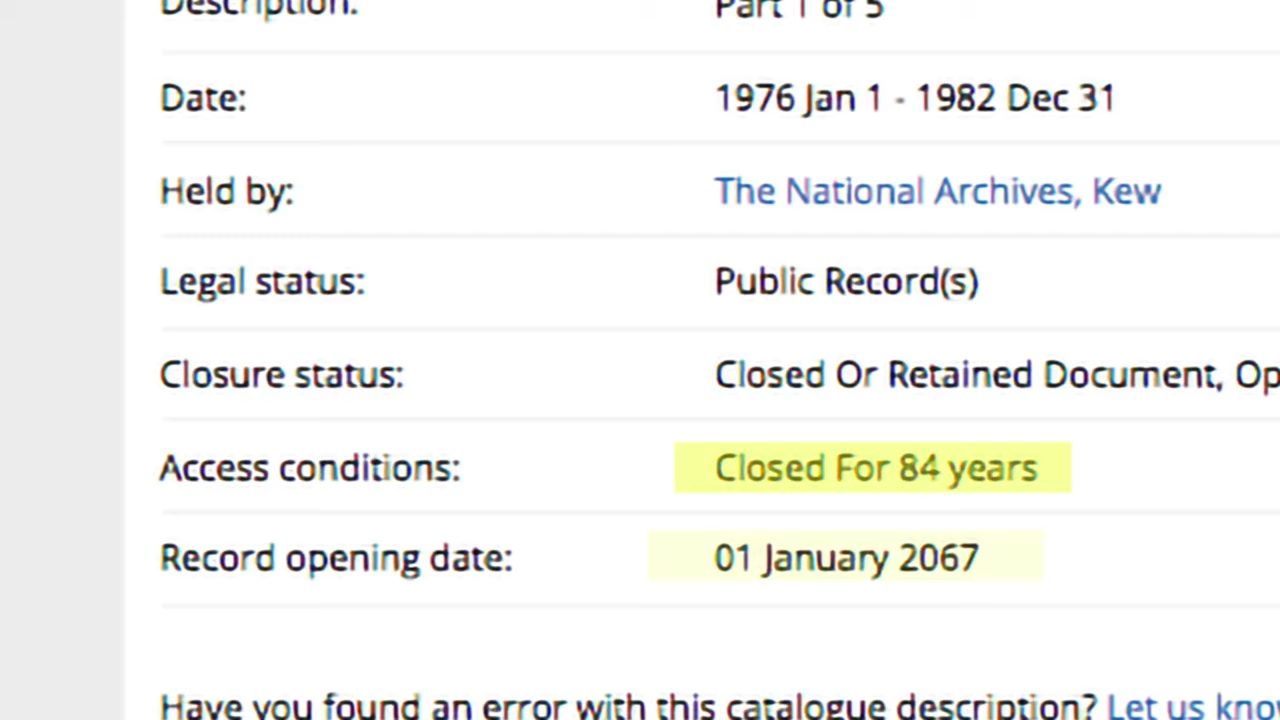 Description: Part 1 of 5
Date: 1976 Jan 1 - 1982 Dec 31
Held by: The National Archives, Kew
Legal status: Public Record(s)
Closure status: Closed Or Retained Document, Op
Access conditions: Closed For 84 years
Record opening date: 01 January 2067
Have you found an error with this catalogue description? Let us know